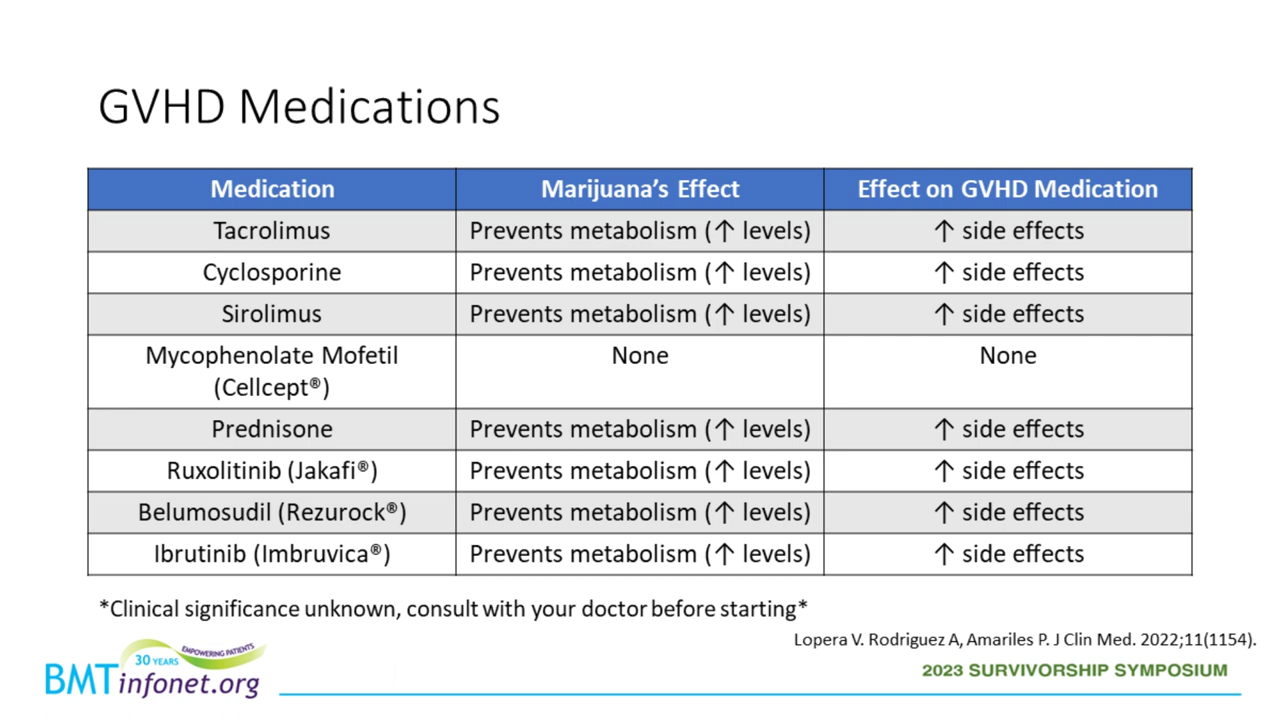 GVHD Medications
Medication Marijuana's Effect Effect on GVHD Medication
Tacrolimus Prevents metabolism (↑ levels) ↑ side effects
Cyclosporine Prevents metabolism (↑ levels) ↑ side effects
Sirolimus Prevents metabolism (↑ levels) ↑ side effects
Mycophenolate Mofetil None None
(Cellcept®)
Prednisone Prevents metabolism (↑ levels) ↑ side effects
Ruxolitinib (Jakafi®) Prevents metabolism (↑ levels) ↑ side effects
Belumosudil (Rezurock®) Prevents metabolism (↑ levels) ↑ side effects
Ibrutinib (Imbruvica®) Prevents metabolism (↑ levels) ↑ side effects
*Clinical significance unknown, consult with your doctor before starting*
Lopera V. Rodriguez A, Amariles P. J Clin Med. 2022;11(1154).
30 YEARS EMPOWERING PATIENTS
BMTinfonet.org
2023 SURVIVORSHIP SYMPOSIUM